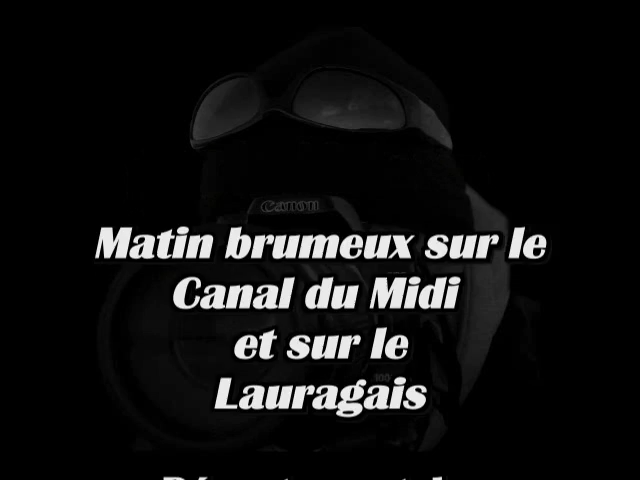 Canon
Matin brumeux sur le
Canal du Midi
et sur le
Lauragais